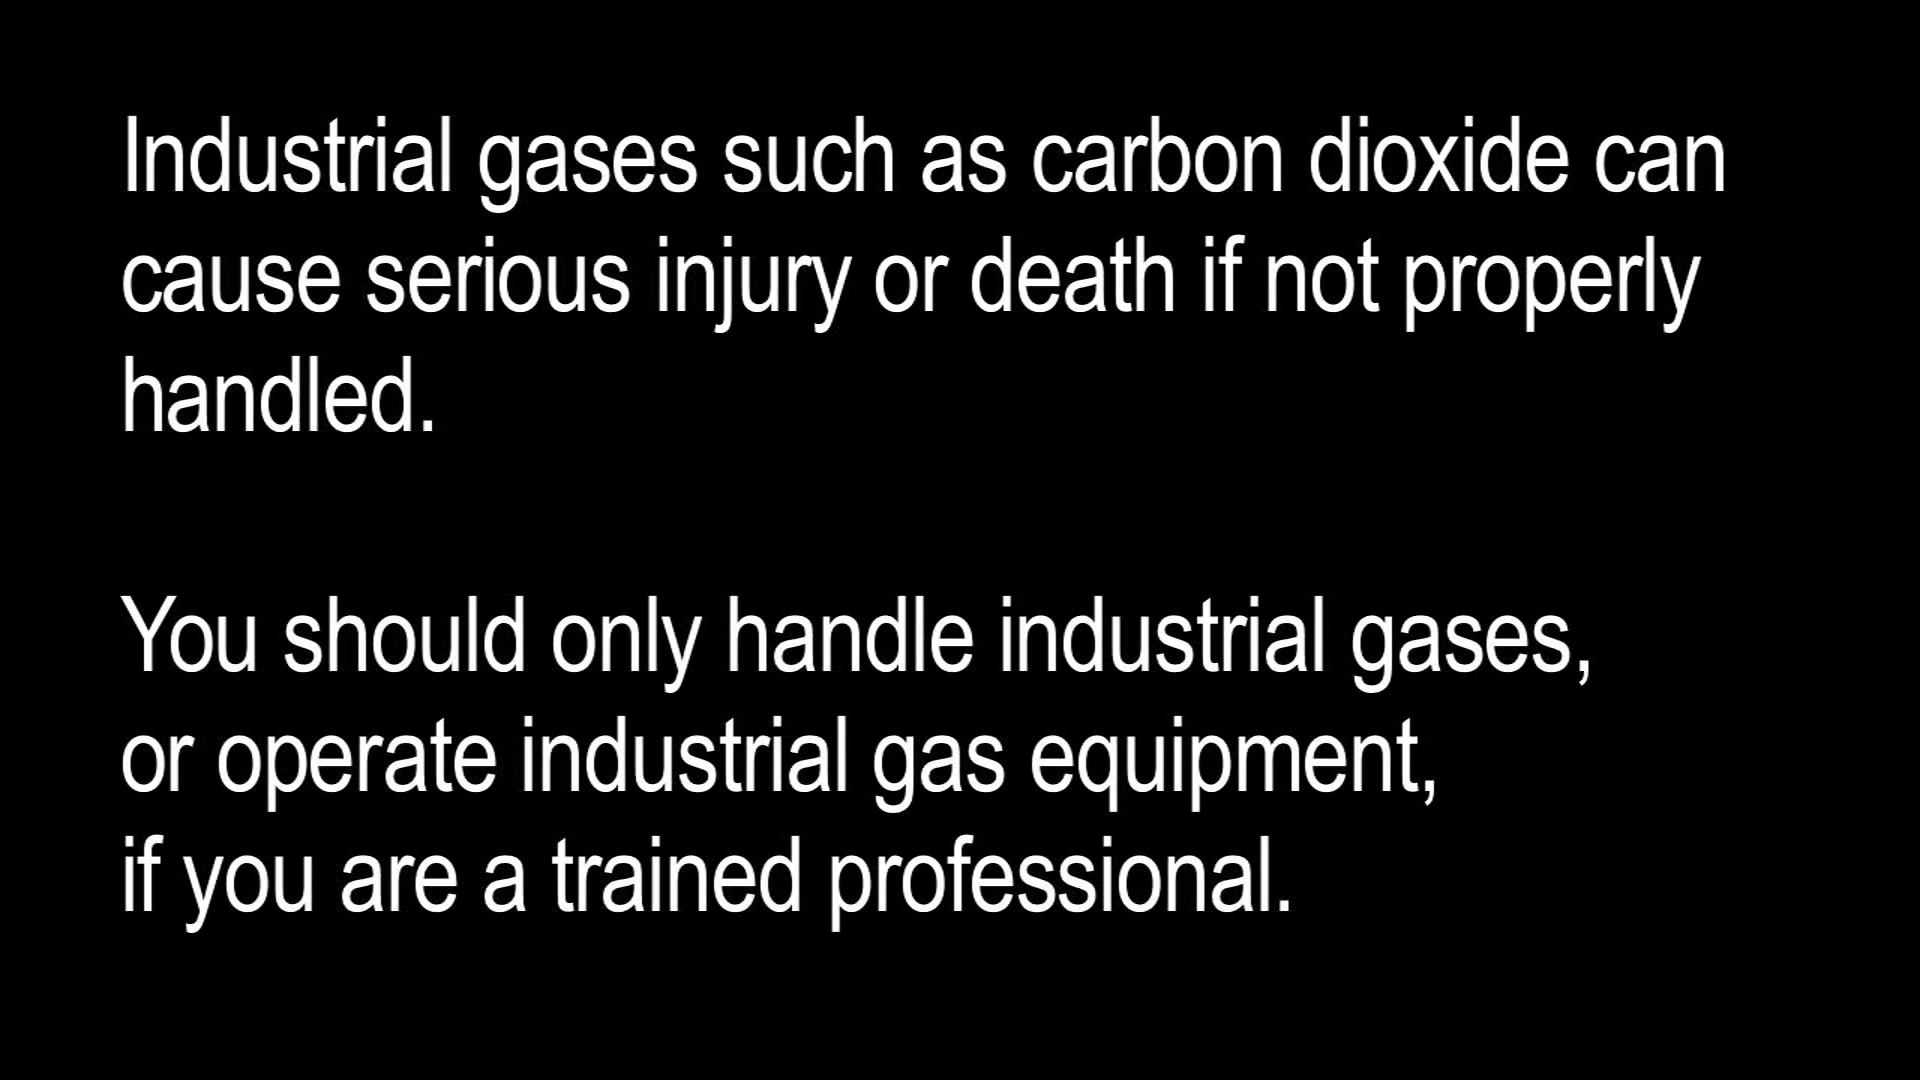 Industrial gases such as carbon dioxide can
cause serious injury or death if not properly
handled.
You should only handle industrial gases,
or operate industrial gas equipment,
if you are a trained professional.